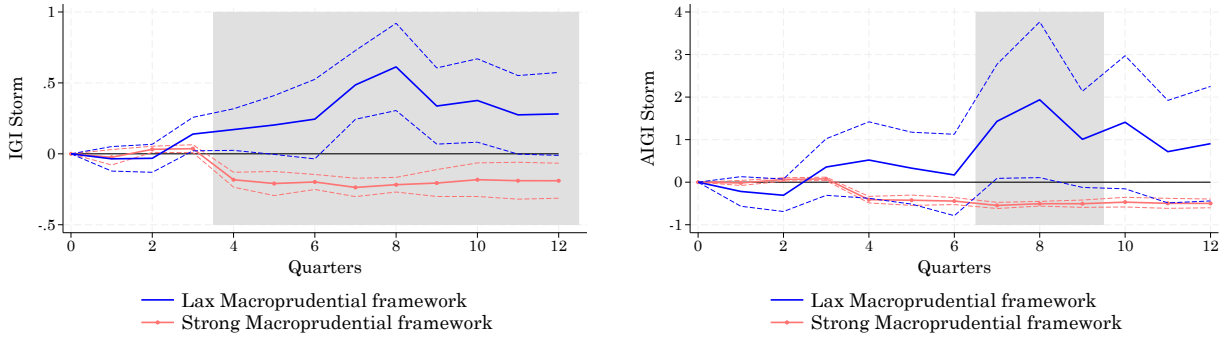 IGI Storm
1
.5
0
-.5
0 2 4 6 8 10 12
Quarters
Lax Macroprudential framework
Strong Macroprudential framework
AIGI Storm
4
3
2
1
0
-1
0 2 4 6 8 10 12
Quarters
Lax Macroprudential framework
Strong Macroprudential framework